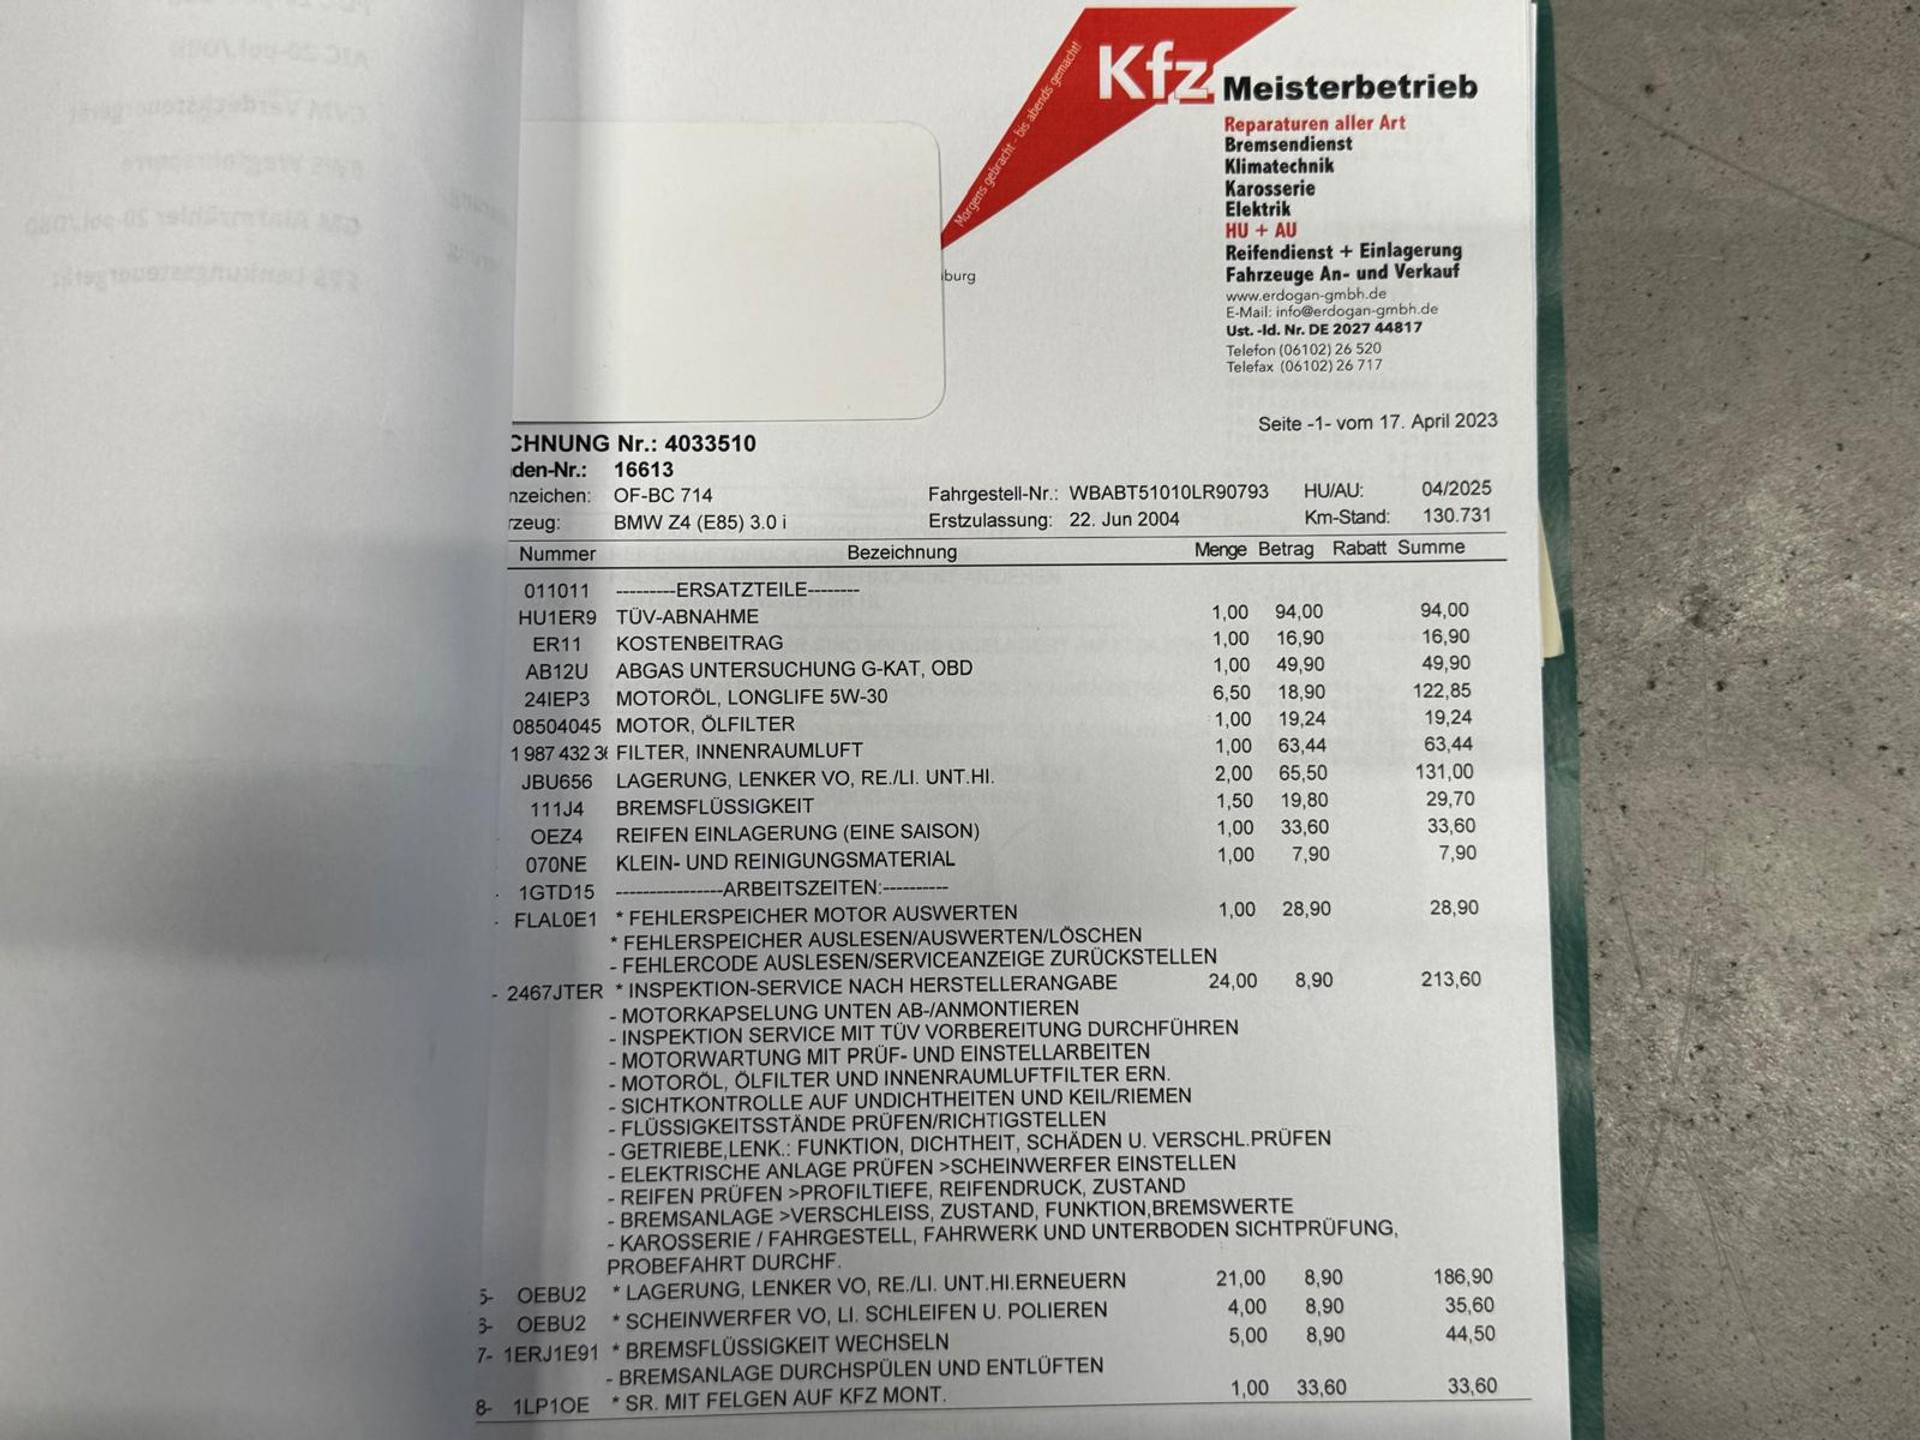 Kfz Meisterbetrieb
Morgens gebracht - bis abends gemacht!
Reparaturen aller Art
Bremsendienst
Klimatechnik
Karosserie
Elektrik
HU + AU
Reifendienst + Einlagerung
Fahrzeuge An- und Verkauf
www.erdogan-gmbh.de
E-Mail: info@erdogan-gmbh.de
Ust. -Id. Nr. DE 2027 44817
Telefon (06102) 26 520
Telefax (06102) 26 717
burg
Seite -1- vom 17. April 2023
CHNUNG Nr.: 4033510
den-Nr.: 16613
nzeichen: OF-BC 714 Fahrgestell-Nr.: WBABT51010LR90793 HU/AU: 04/2025
rzeug: BMW Z4 (E85) 3.0 i Erstzulassung: 22. Jun 2004 Km-Stand: 130.731
Nummer Bezeichnung Menge Betrag Rabatt Summe
011011 ---------ERSATZTEILE--------
HU1ER9 TÜV-ABNAHME 1,00 94,00 94,00
ER11 KOSTENBEITRAG 1,00 16,90 16,90
AB12U ABGAS UNTERSUCHUNG G-KAT, OBD 1,00 49,90 49,90
24IEP3 MOTORÖL, LONGLIFE 5W-30 6,50 18,90 122,85
08504045 MOTOR, ÖLFILTER 1,00 19,24 19,24
1 987 432 3 FILTER, INNENRAUMLUFT 1,00 63,44 63,44
JBU656 LAGERUNG, LENKER VO, RE./LI. UNT.HI. 2,00 65,50 131,00
111J4 BREMSFLÜSSIGKEIT 1,50 19,80 29,70
OEZ4 REIFEN EINLAGERUNG (EINE SAISON) 1,00 33,60 33,60
070NE KLEIN- UND REINIGUNGSMATERIAL 1,00 7,90 7,90
1GTD15 ----------------ARBEITSZEITEN:----------
FLAL0E1 * FEHLERSPEICHER MOTOR AUSWERTEN 1,00 28,90 28,90
* FEHLERSPEICHER AUSLESEN/AUSWERTEN/LÖSCHEN
- FEHLERCODE AUSLESEN/SERVICEANZEIGE ZURÜCKSTELLEN
- 2467JTER * INSPEKTION-SERVICE NACH HERSTELLERANGABE 24,00 8,90 213,60
- MOTORKAPSELUNG UNTEN AB-/ANMONTIEREN
- INSPEKTION SERVICE MIT TÜV VORBEREITUNG DURCHFÜHREN
- MOTORWARTUNG MIT PRÜF- UND EINSTELLARBEITEN
- MOTORÖL, ÖLFILTER UND INNENRAUMLUFTFILTER ERN.
- SICHTKONTROLLE AUF UNDICHTHEITEN UND KEIL/RIEMEN
- FLÜSSIGKEITSSTÄNDE PRÜFEN/RICHTIGSTELLEN
- GETRIEBE,LENK.: FUNKTION, DICHTHEIT, SCHÄDEN U. VERSCHL.PRÜFEN
- ELEKTRISCHE ANLAGE PRÜFEN >SCHEINWERFER EINSTELLEN
- REIFEN PRÜFEN >PROFILTIEFE, REIFENDRUCK, ZUSTAND
- BREMSANLAGE >VERSCHLEISS, ZUSTAND, FUNKTION,BREMSWERTE
- KAROSSERIE / FAHRGESTELL, FAHRWERK UND UNTERBODEN SICHTPRÜFUNG,
PROBEFAHRT DURCHF.
5- OEBU2 * LAGERUNG, LENKER VO, RE./LI. UNT.HI.ERNEUERN 21,00 8,90 186,90
6- OEBU2 * SCHEINWERFER VO, LI. SCHLEIFEN U. POLIEREN 4,00 8,90 35,60
7- 1ERJ1E91 * BREMSFLÜSSIGKEIT WECHSELN 5,00 8,90 44,50
- BREMSANLAGE DURCHSPÜLEN UND ENTLÜFTEN
8- 1LP1OE * SR. MIT FELGEN AUF KFZ MONT. 1,00 33,60 33,60